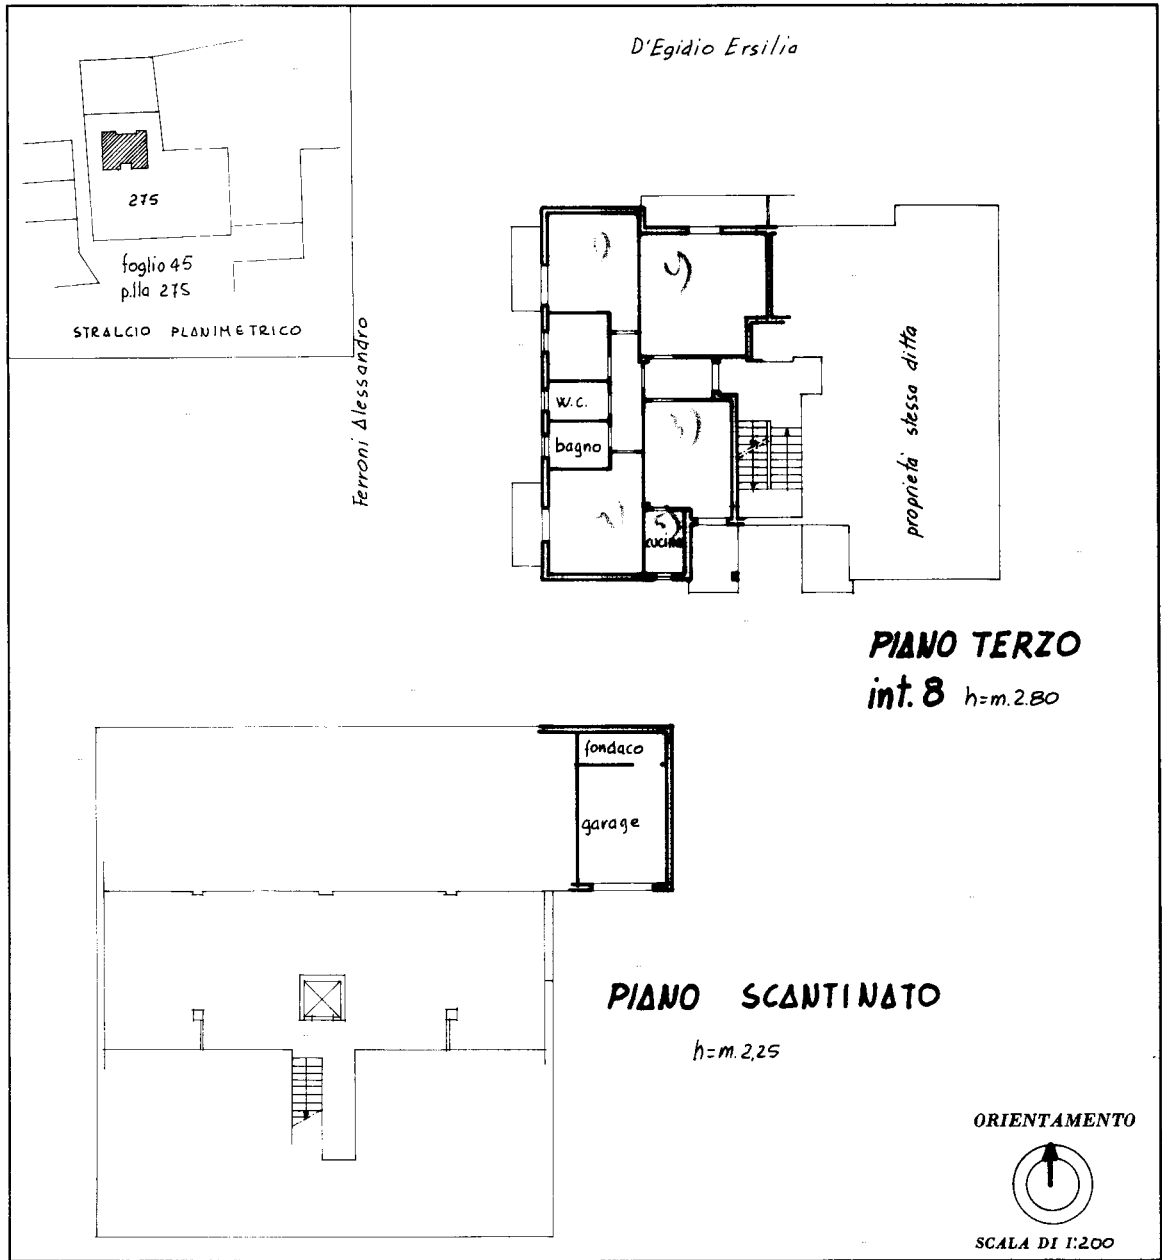 D'Egidio Ersilia
275
foglio 45
p.lla 275
STRALCIO PLANIMETRICO
Ferroni Alessandro
W.C.
bagno
cucina
proprietà stessa ditta
PIANO TERZO
int. 8 h=m.2.80
fondaco
garage
PIANO SCANTINATO
h=m.2,25
ORIENTAMENTO
SCALA DI 1:200